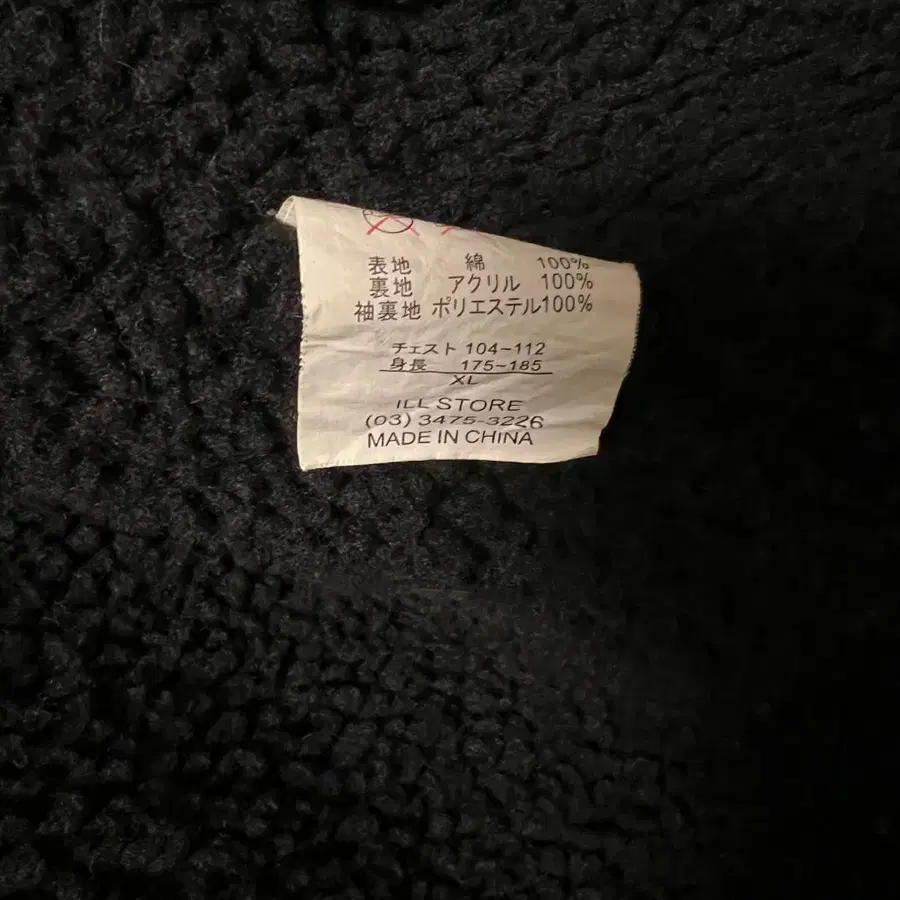 表地 綿 100%
裏地 アクリル 100%
袖裏地 ポリエステル100%
チェスト 104~112
身長 175~185
XL
ILL STORE
(03) 3475-3226
MADE IN CHINA